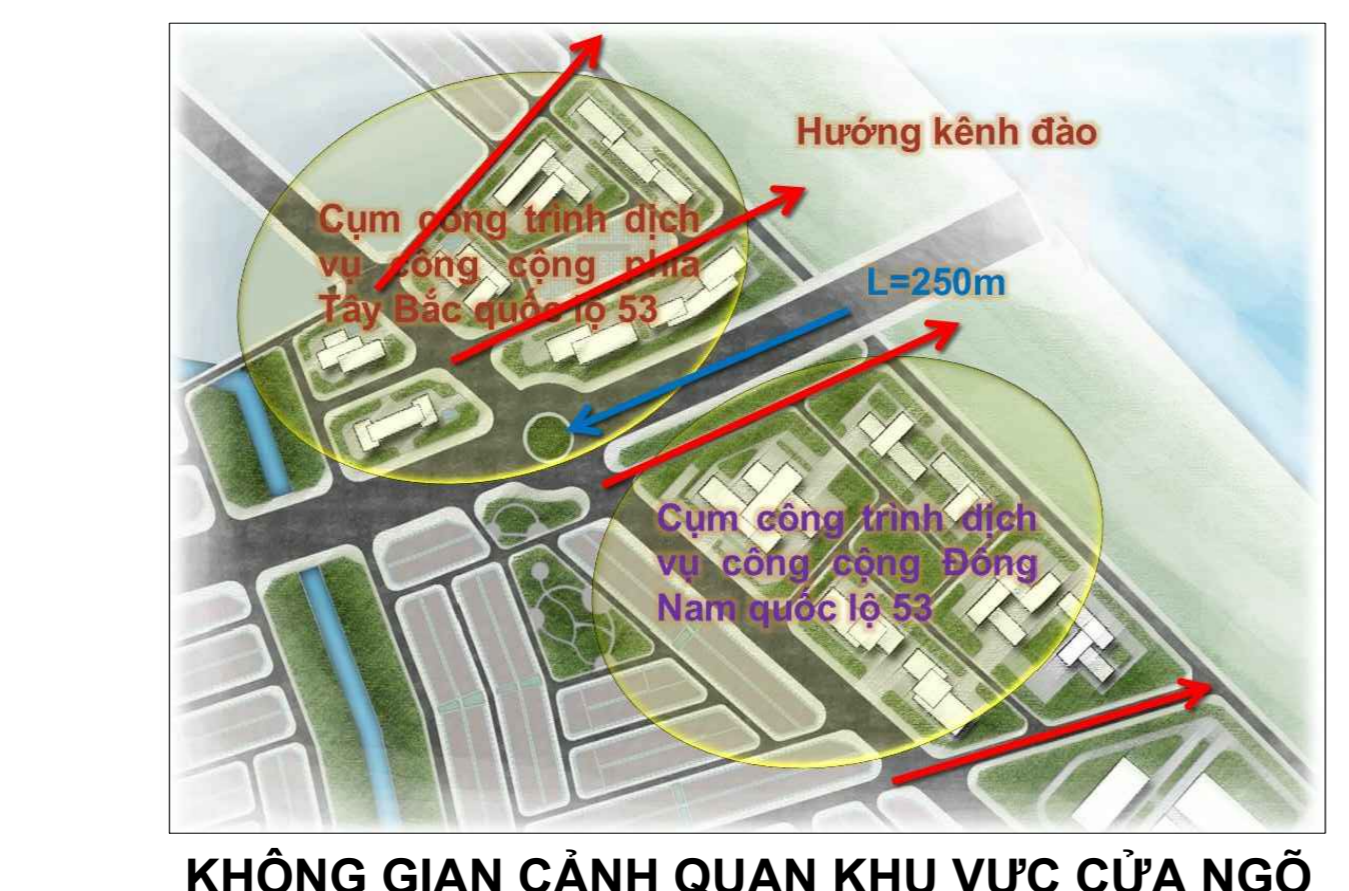 Hướng kênh đào
Cụm công trình dịch
vụ công cộng phía
Tây Bắc quốc lộ 53
L=250m
Cụm công trình dịch
vụ công cộng Đông
Nam quốc lộ 53
KHÔNG GIAN CẢNH QUAN KHU VỰC CỬA NGÕ